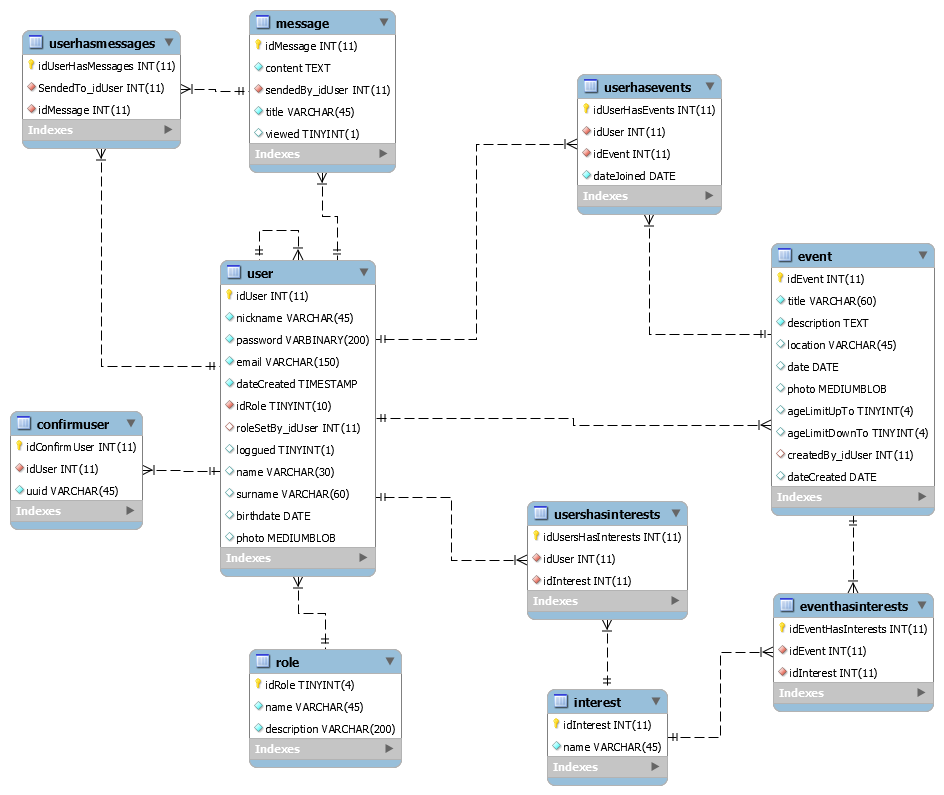 userhasmessages
idUserHasMessages INT(11)
SendedTo_idUser INT(11)
idMessage INT(11)
Indexes
message
idMessage INT(11)
content TEXT
sendedBy_idUser INT(11)
title VARCHAR(45)
viewed TINYINT(1)
Indexes
userhasevents
idUserHasEvents INT(11)
idUser INT(11)
idEvent INT(11)
dateJoined DATE
Indexes
user
idUser INT(11)
nickname VARCHAR(45)
password VARBINARY(200)
email VARCHAR(150)
dateCreated TIMESTAMP
idRole TINYINT(10)
roleSetBy_idUser INT(11)
loggued TINYINT(1)
name VARCHAR(30)
surname VARCHAR(60)
birthdate DATE
photo MEDIUMBLOB
Indexes
event
idEvent INT(11)
title VARCHAR(60)
description TEXT
location VARCHAR(45)
date DATE
photo MEDIUMBLOB
ageLimitUpTo TINYINT(4)
ageLimitDownTo TINYINT(4)
createdBy_idUser INT(11)
dateCreated DATE
Indexes
confirmuser
idConfirmUser INT(11)
idUser INT(11)
uuid VARCHAR(45)
Indexes
usershasinterests
idUsersHasInterests INT(11)
idUser INT(11)
idInterest INT(11)
Indexes
eventhasinterests
idEventHasInterests INT(11)
idEvent INT(11)
idInterest INT(11)
Indexes
role
idRole TINYINT(4)
name VARCHAR(45)
description VARCHAR(200)
Indexes
interest
idInterest INT(11)
name VARCHAR(45)
Indexes